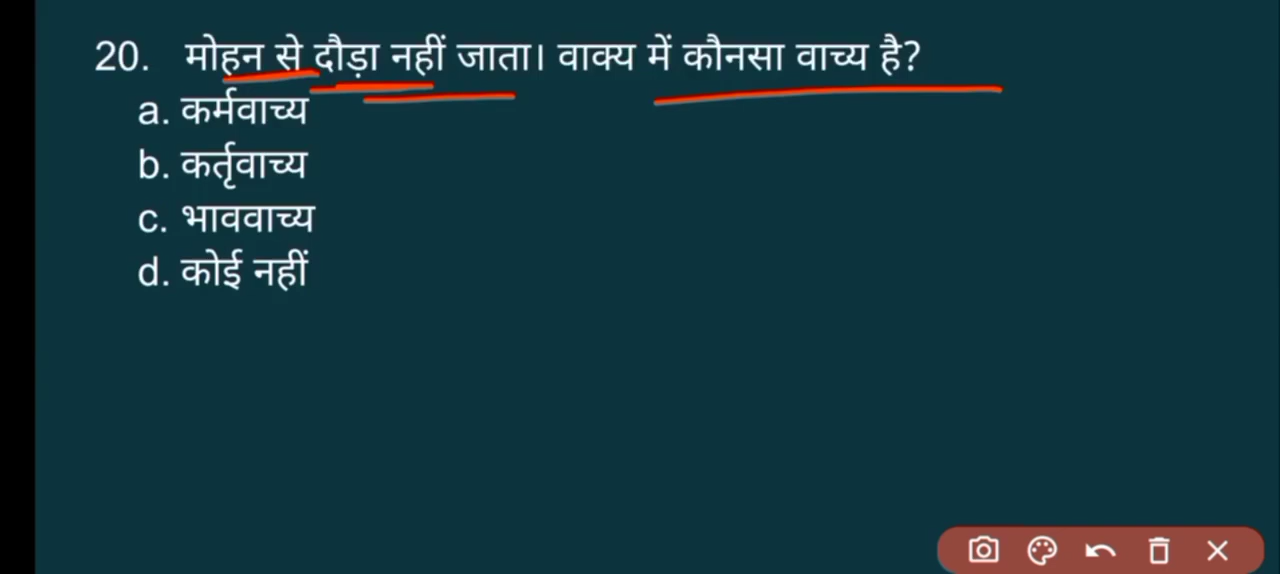 20. मोहन से दौड़ा नहीं जाता। वाक्य में कौनसा वाच्य है?
a. कर्मवाच्य
b. कर्तृवाच्य
c. भाववाच्य
d. कोई नहीं